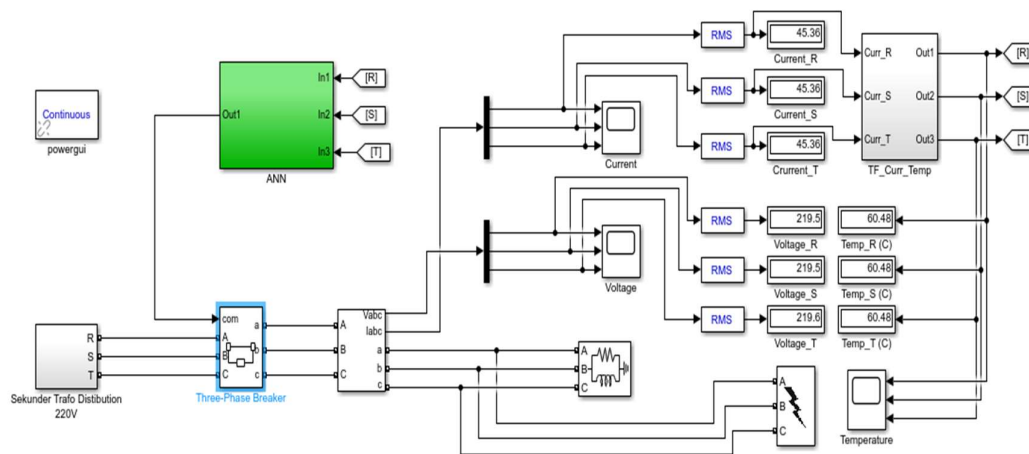 Continuous
powergui
Out1
In1
In2
In3
ANN
[R]
[S]
[T]
Current
Voltage
RMS
45.36
Current_R
RMS
45.36
Current_S
RMS
45.36
Crurrent_T
Curr_R
Curr_S
Curr_T
Out1
Out2
Out3
TF_Curr_Temp
[R]
[S]
[T]
RMS
219.5
Voltage_R
60.48
Temp_R (C)
RMS
219.5
Voltage_S
60.48
Temp_S (C)
RMS
219.6
Voltage_T
60.48
Temp_T (C)
R
S
T
Sekunder Trafo Distibution
220V
com
A
B
C
a
b
c
Three-Phase Breaker
A
B
C
Vabc
Iabc
a
b
c
A
B
C
A
B
C
Temperature